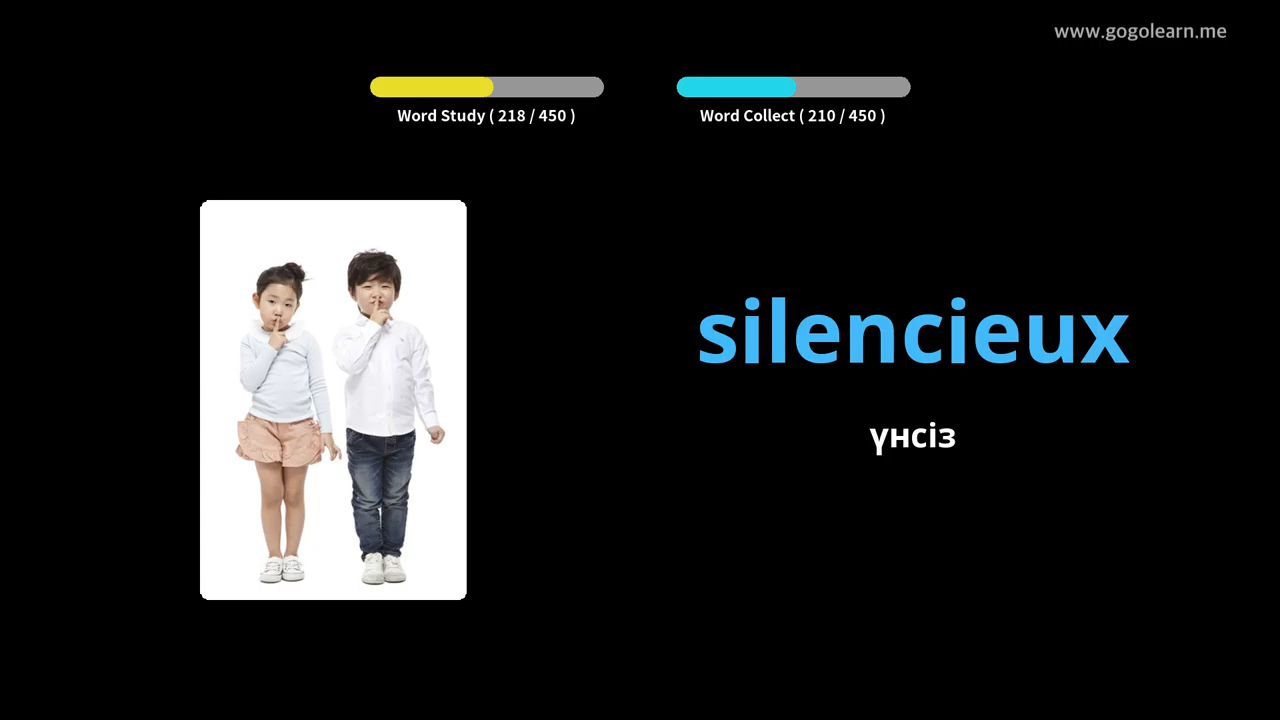 www.gogolearn.me
Word Study ( 218 / 450 )
Word Collect ( 210 / 450 )
silencieux
үнсіз